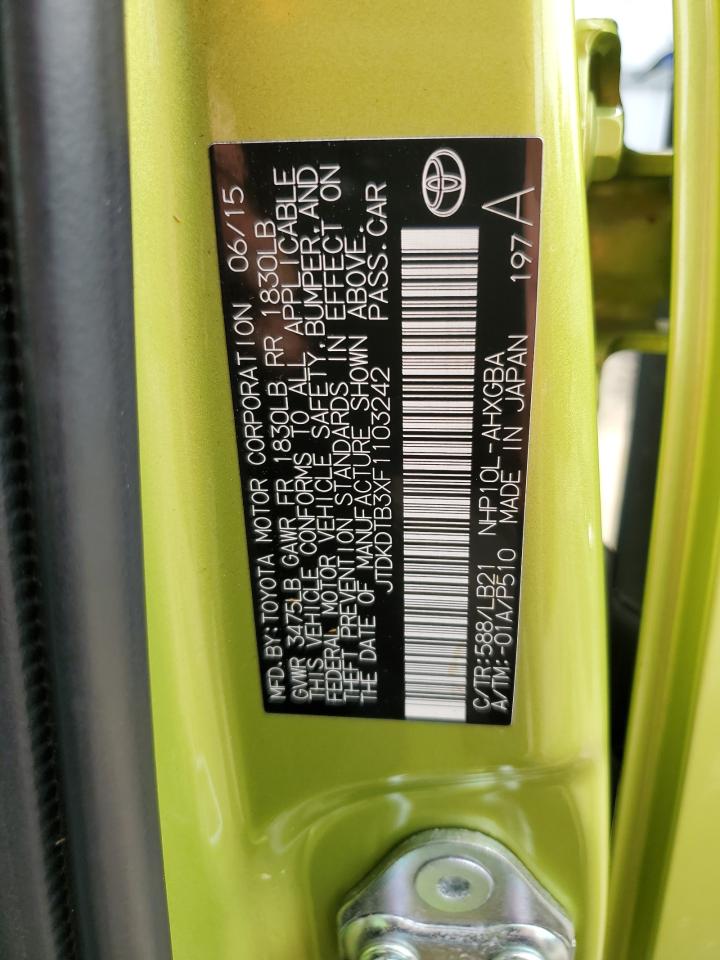 MFD. BY: TOYOTA MOTOR CORPORATION 06/15
GVWR 3475LB GAWR FR 1830LB RR 1830LB
THIS VEHICLE CONFORMS TO ALL APPLICABLE
FEDERAL MOTOR VEHICLE SAFETY, BUMPER, AND
THEFT PREVENTION STANDARDS IN EFFECT ON
THE DATE OF MANUFACTURE SHOWN ABOVE.
JTDKDTB3XF1103242 PASS. CAR
C/TR: 588/LB21 NHP10L-AHXGBA
A/TM: -01A/P510 MADE IN JAPAN 197A